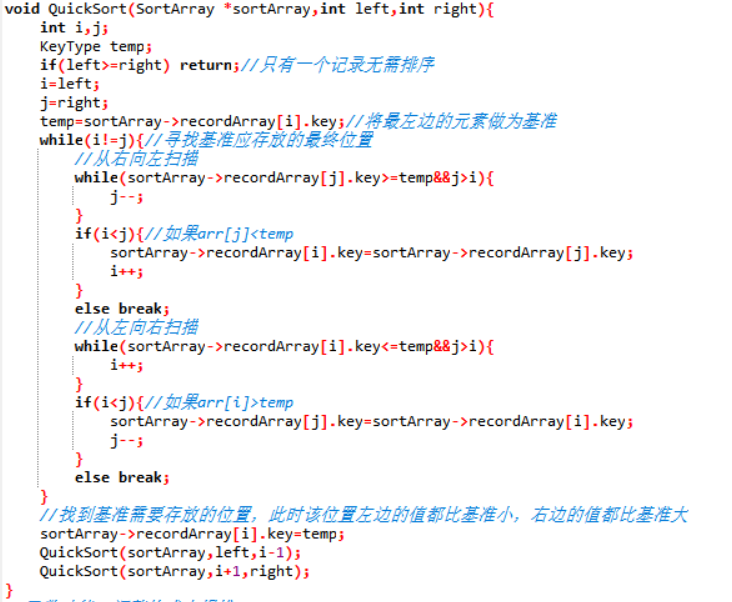 void QuickSort(SortArray *sortArray,int left,int right){
    int i,j;
    KeyType temp;
    if(left>=right) return;//只有一个记录无需排序
    i=left;
    j=right;
    temp=sortArray->recordArray[i].key;//将最左边的元素做为基准
    while(i!=j){//寻找基准应存放的最终位置
        //从右向左扫描
        while(sortArray->recordArray[j].key>=temp&&j>i){
            j--;
        }
        if(i<j){//如果arr[j]<temp
            sortArray->recordArray[i].key=sortArray->recordArray[j].key;
            i++;
        }
        else break;
        //从左向右扫描
        while(sortArray->recordArray[i].key<=temp&&j>i){
            i++;
        }
        if(i<j){//如果arr[i]>temp
            sortArray->recordArray[j].key=sortArray->recordArray[i].key;
            j--;
        }
        else break;
    }
    //找到基准需要存放的位置，此时该位置左边的值都比基准小，右边的值都比基准大
    sortArray->recordArray[i].key=temp;
    QuickSort(sortArray,left,i-1);
    QuickSort(sortArray,i+1,right);
}